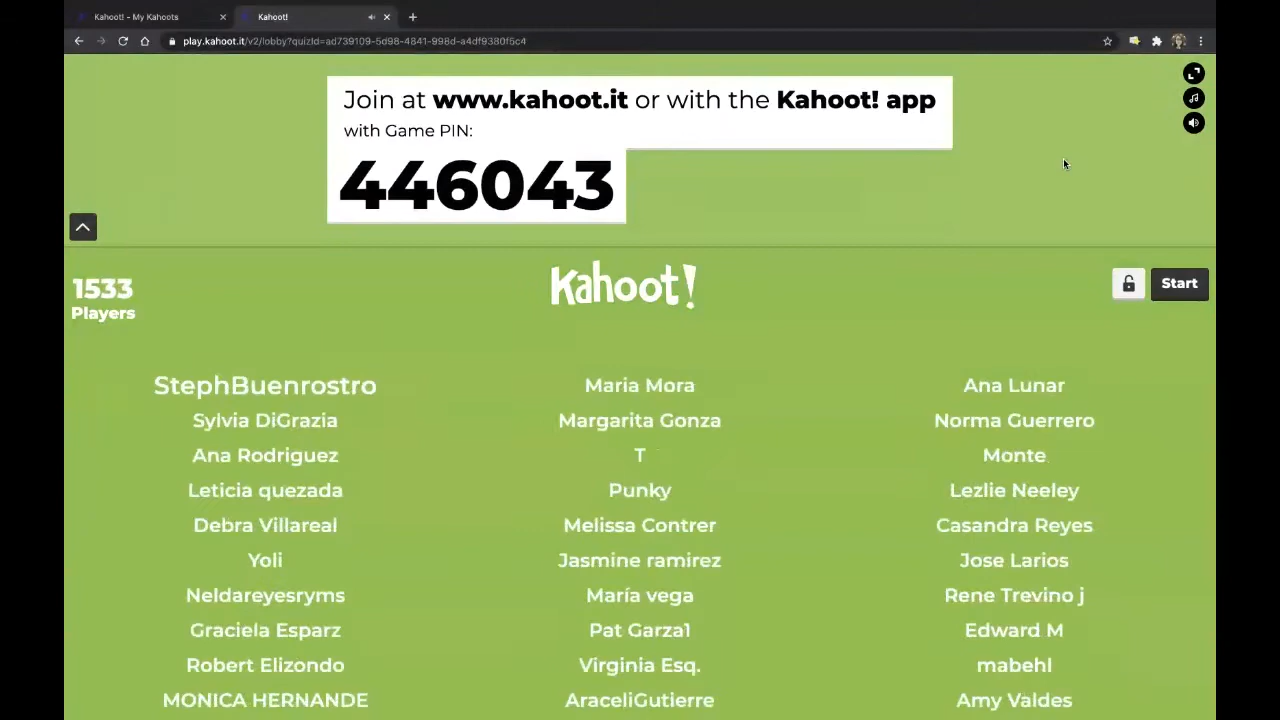 Kahoot! - My Kahoots
Kahoot!
play.kahoot.it/v2/lobby?quizId=ad739109-5d98-4841-998d-a4df9380f5c4
Join at www.kahoot.it or with the Kahoot! app
with Game PIN:
446043
1533
Players
Kahoot!
Start
StephBuenrostro Maria Mora Ana Lunar
Sylvia DiGrazia Margarita Gonza Norma Guerrero
Ana Rodriguez T Monte
Leticia quezada Punky Lezlie Neeley
Debra Villareal Melissa Contrer Casandra Reyes
Yoli Jasmine ramirez Jose Larios
Neldareyesryms María vega Rene Trevino j
Graciela Esparz Pat Garza1 Edward M
Robert Elizondo Virginia Esq. mabehl
MONICA HERNANDE AraceliGutierre Amy Valdes